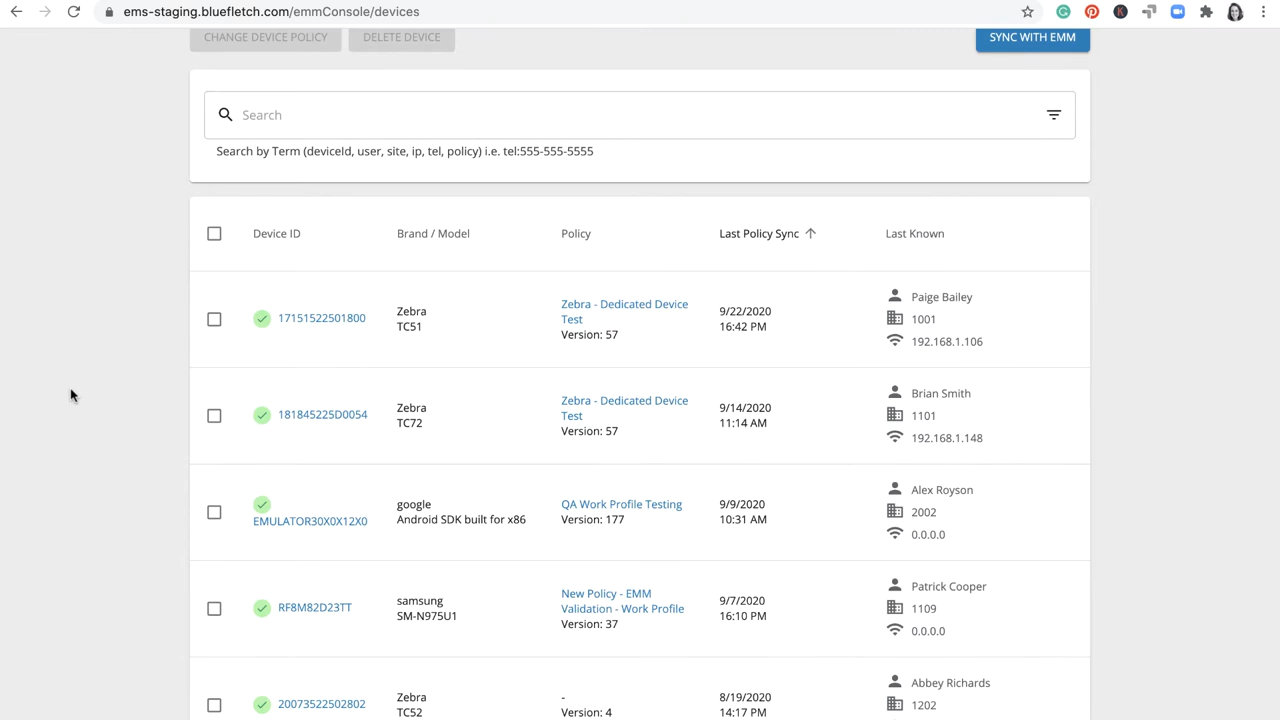 ems-staging.bluefletch.com/emmConsole/devices
CHANGE DEVICE POLICY
DELETE DEVICE
SYNC WITH EMM
Search
Search by Term (deviceId, user, site, ip, tel, policy) i.e. tel:555-555-5555
Device ID
Brand / Model
Policy
Last Policy Sync
Last Known
17151522501800
Zebra
TC51
Zebra - Dedicated Device
Test
Version: 57
9/22/2020
16:42 PM
Paige Bailey
1001
192.168.1.106
181845225D0054
Zebra
TC72
Zebra - Dedicated Device
Test
Version: 57
9/14/2020
11:14 AM
Brian Smith
1101
192.168.1.148
EMULATOR30X0X12X0
google
Android SDK built for x86
QA Work Profile Testing
Version: 177
9/9/2020
10:31 AM
Alex Royson
2002
0.0.0.0
RF8M82D23TT
samsung
SM-N975U1
New Policy - EMM
Validation - Work Profile
Version: 37
9/7/2020
16:10 PM
Patrick Cooper
1109
0.0.0.0
20073522502802
Zebra
TC52
-
Version: 4
8/19/2020
14:17 PM
Abbey Richards
1202